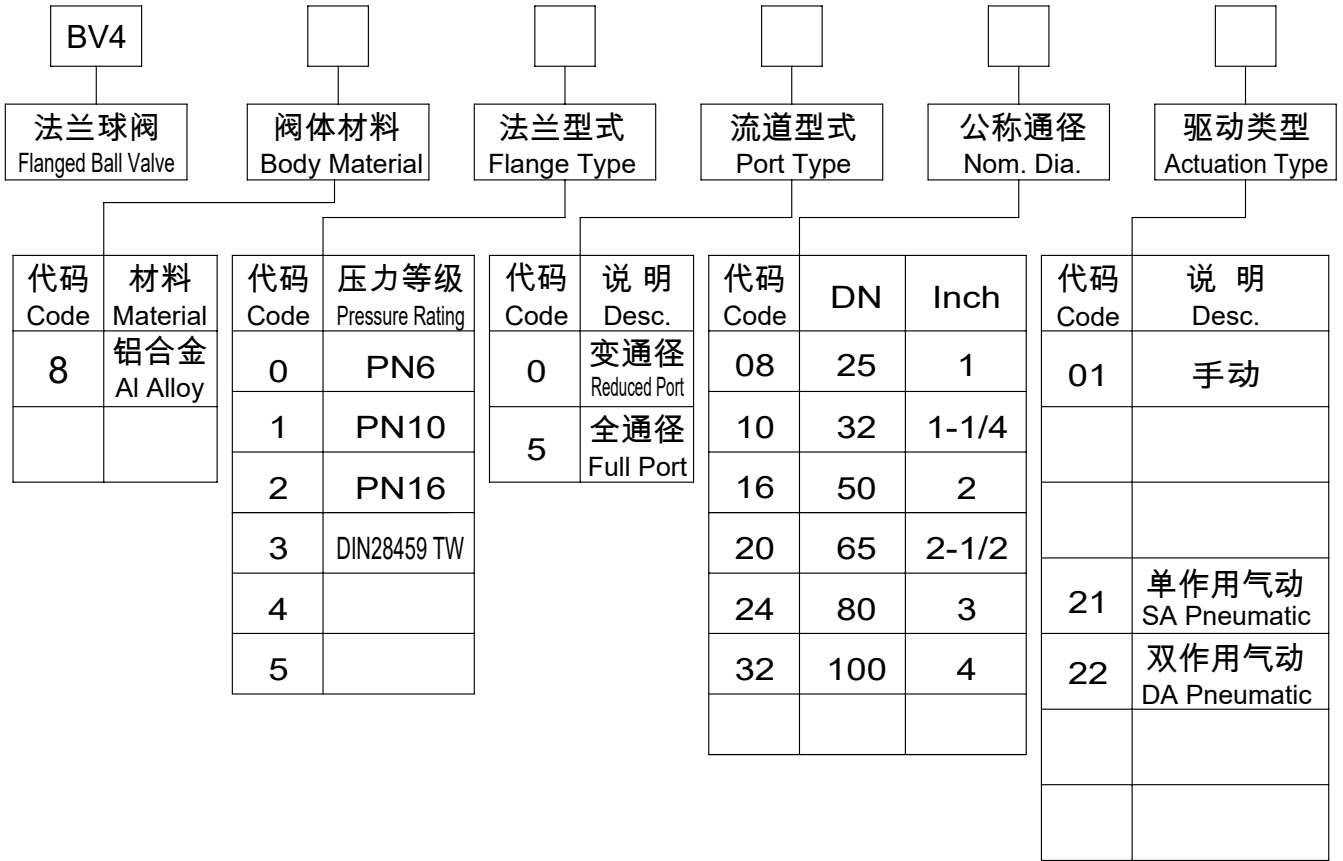 BV4
法兰球阀
Flanged Ball Valve
阀体材料
Body Material
法兰型式
Flange Type
流道型式
Port Type
公称通径
Nom. Dia.
驱动类型
Actuation Type
代码 材料
Code Material
8 铝合金
Al Alloy
代码 压力等级
Code Pressure Rating
0 PN6
1 PN10
2 PN16
3 DIN28459 TW
4
5
代码 说 明
Code Desc.
0 变通径
Reduced Port
5 全通径
Full Port
代码
Code DN Inch
08 25 1
10 32 1-1/4
16 50 2
20 65 2-1/2
24 80 3
32 100 4
代码 说 明
Code Desc.
01 手动
21 单作用气动
SA Pneumatic
22 双作用气动
DA Pneumatic